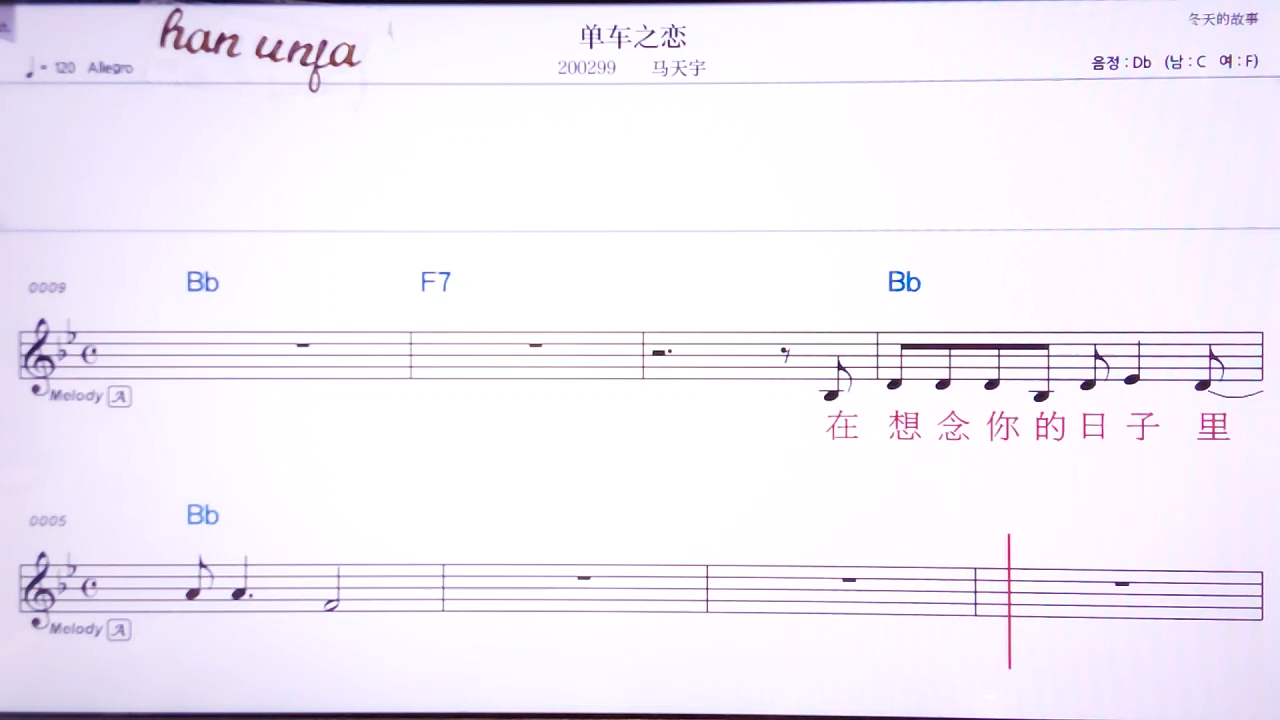 han unfa
冬天的故事
单车之恋
♩= 120 Allegro
200299 马天宇
음정 : Db (남 : C 여 : F)
0009 Bb F7 Bb
Melody A
在 想 念 你 的 日 子 里
0005 Bb
Melody A